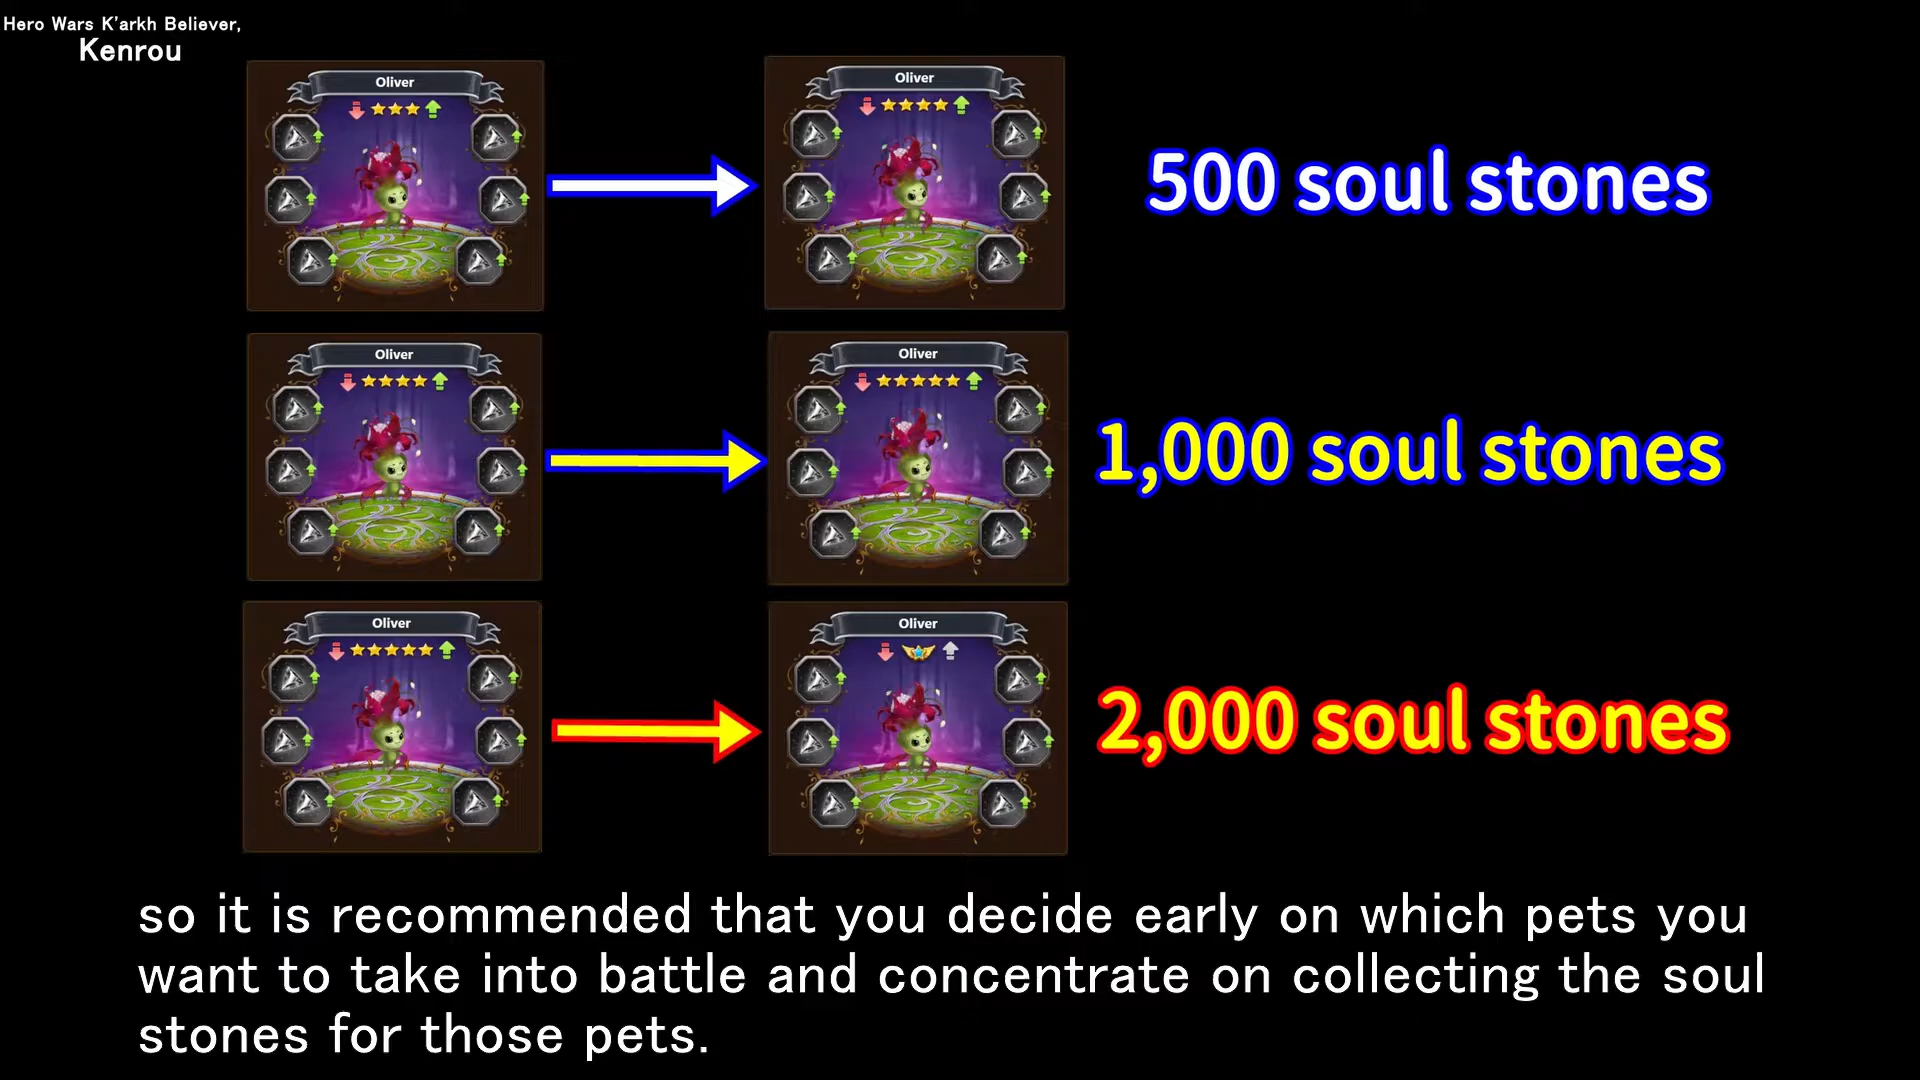 Hero Wars K'arkh Believer,
Kenrou
Oliver
Oliver
500 soul stones
Oliver
Oliver
1,000 soul stones
Oliver
Oliver
2,000 soul stones
so it is recommended that you decide early on which pets you
want to take into battle and concentrate on collecting the soul
stones for those pets.